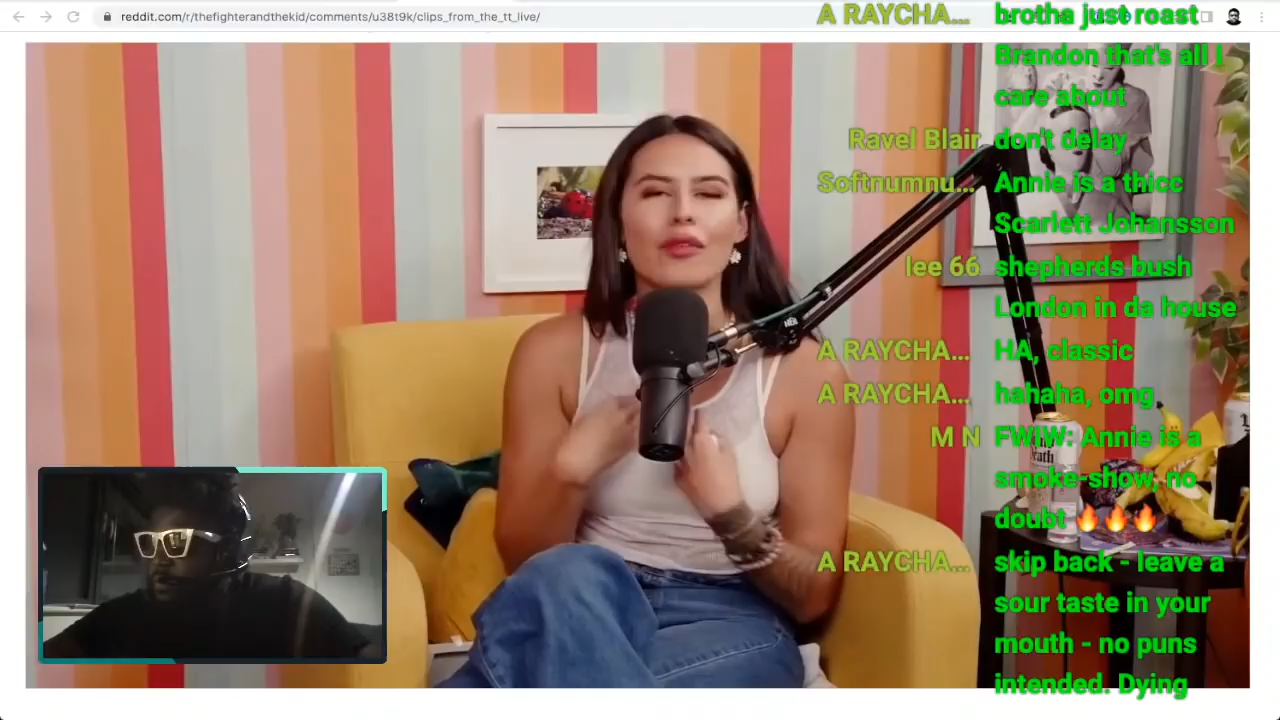 reddit.com/r/thefighterandthekid/comments/u38t98/clips_from_the_tt_live/
A RAYCHA... brotha just roast
Brandon that's all I
care about
Ravel Blair don't delay
Softnumnu... Annie is a thicc
Scarlett Johansson
lee 66 shepherds bush
London in da house
A RAYCHA... HA, classic
A RAYCHA... hahaha, omg
M N FWIW: Annie is a
smoke-show, no
doubt 🔥🔥🔥
A RAYCHA... skip back - leave a
sour taste in your
mouth - no puns
intended. Dying